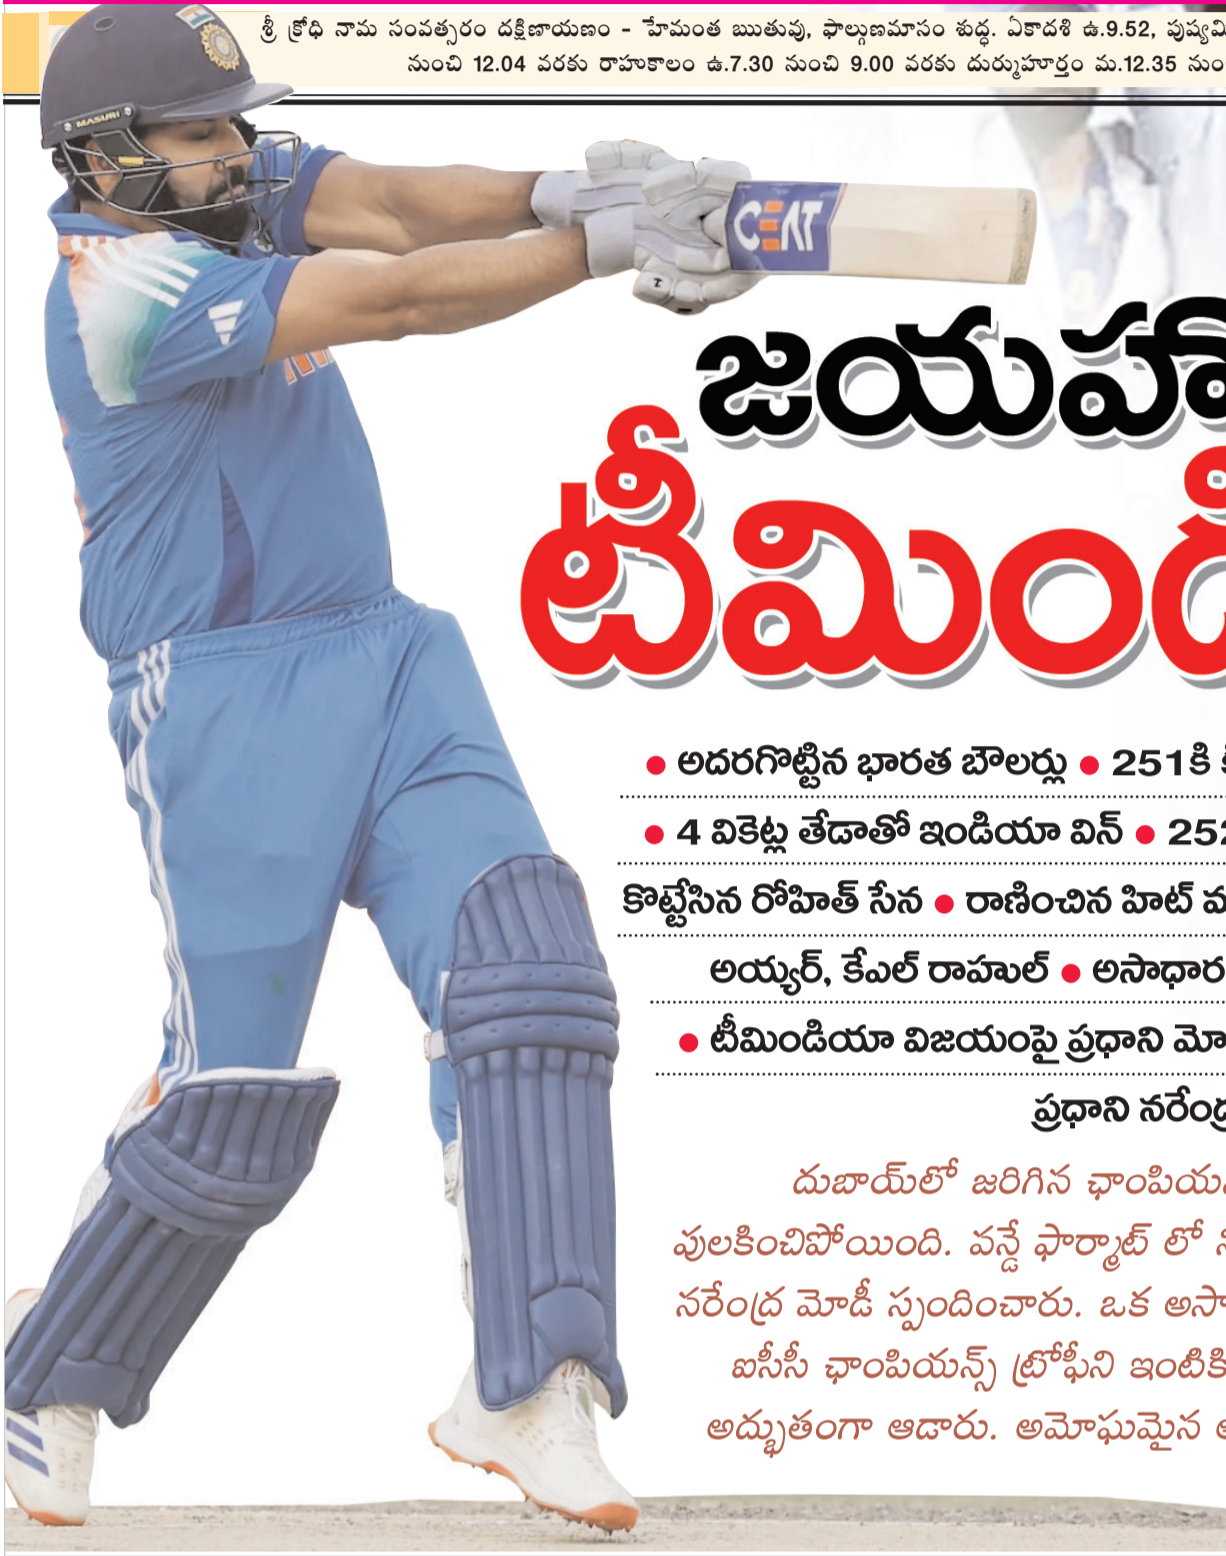 శ్రీ క్రోధి నామ సంవత్సరం దక్షిణాయణం - హేమంత ఋతువు, ఫాల్గుణమాసం శుద్ధ. ఏకాదశి ఉ.9.52,
నుంచి 12.04 వరకు రాహుకాలం ఉ.7.30 నుంచి 9.00 వరకు దుర్ముహూర్తం మ.12.35
MASURI
CEAT
జయహా
టీమిండి
• అదరగొట్టిన భారత బౌలర్లు • 251కి
• 4 వికెట్ల తేడాతో ఇండియా విన్ • 252
కొట్టేసిన రోహిత్ సేన • రాణించిన హిట్
అయ్యర్, కేఎల్ రాహుల్ • అసాధార
• టీమిండియా విజయంపై ప్రధాని మో
ప్రధాని నరేంద్ర
దుబాయ్‌లో జరిగిన ఛాంపియ
పులకించిపోయింది. వన్డే ఫార్మాట్ లో
నరేంద్ర మోడీ స్పందించారు. ఒక అసా
ఐసీసీ ఛాంపియన్స్ ట్రోఫీని ఇంటికి
అద్భుతంగా ఆడారు. అమోఘమైన